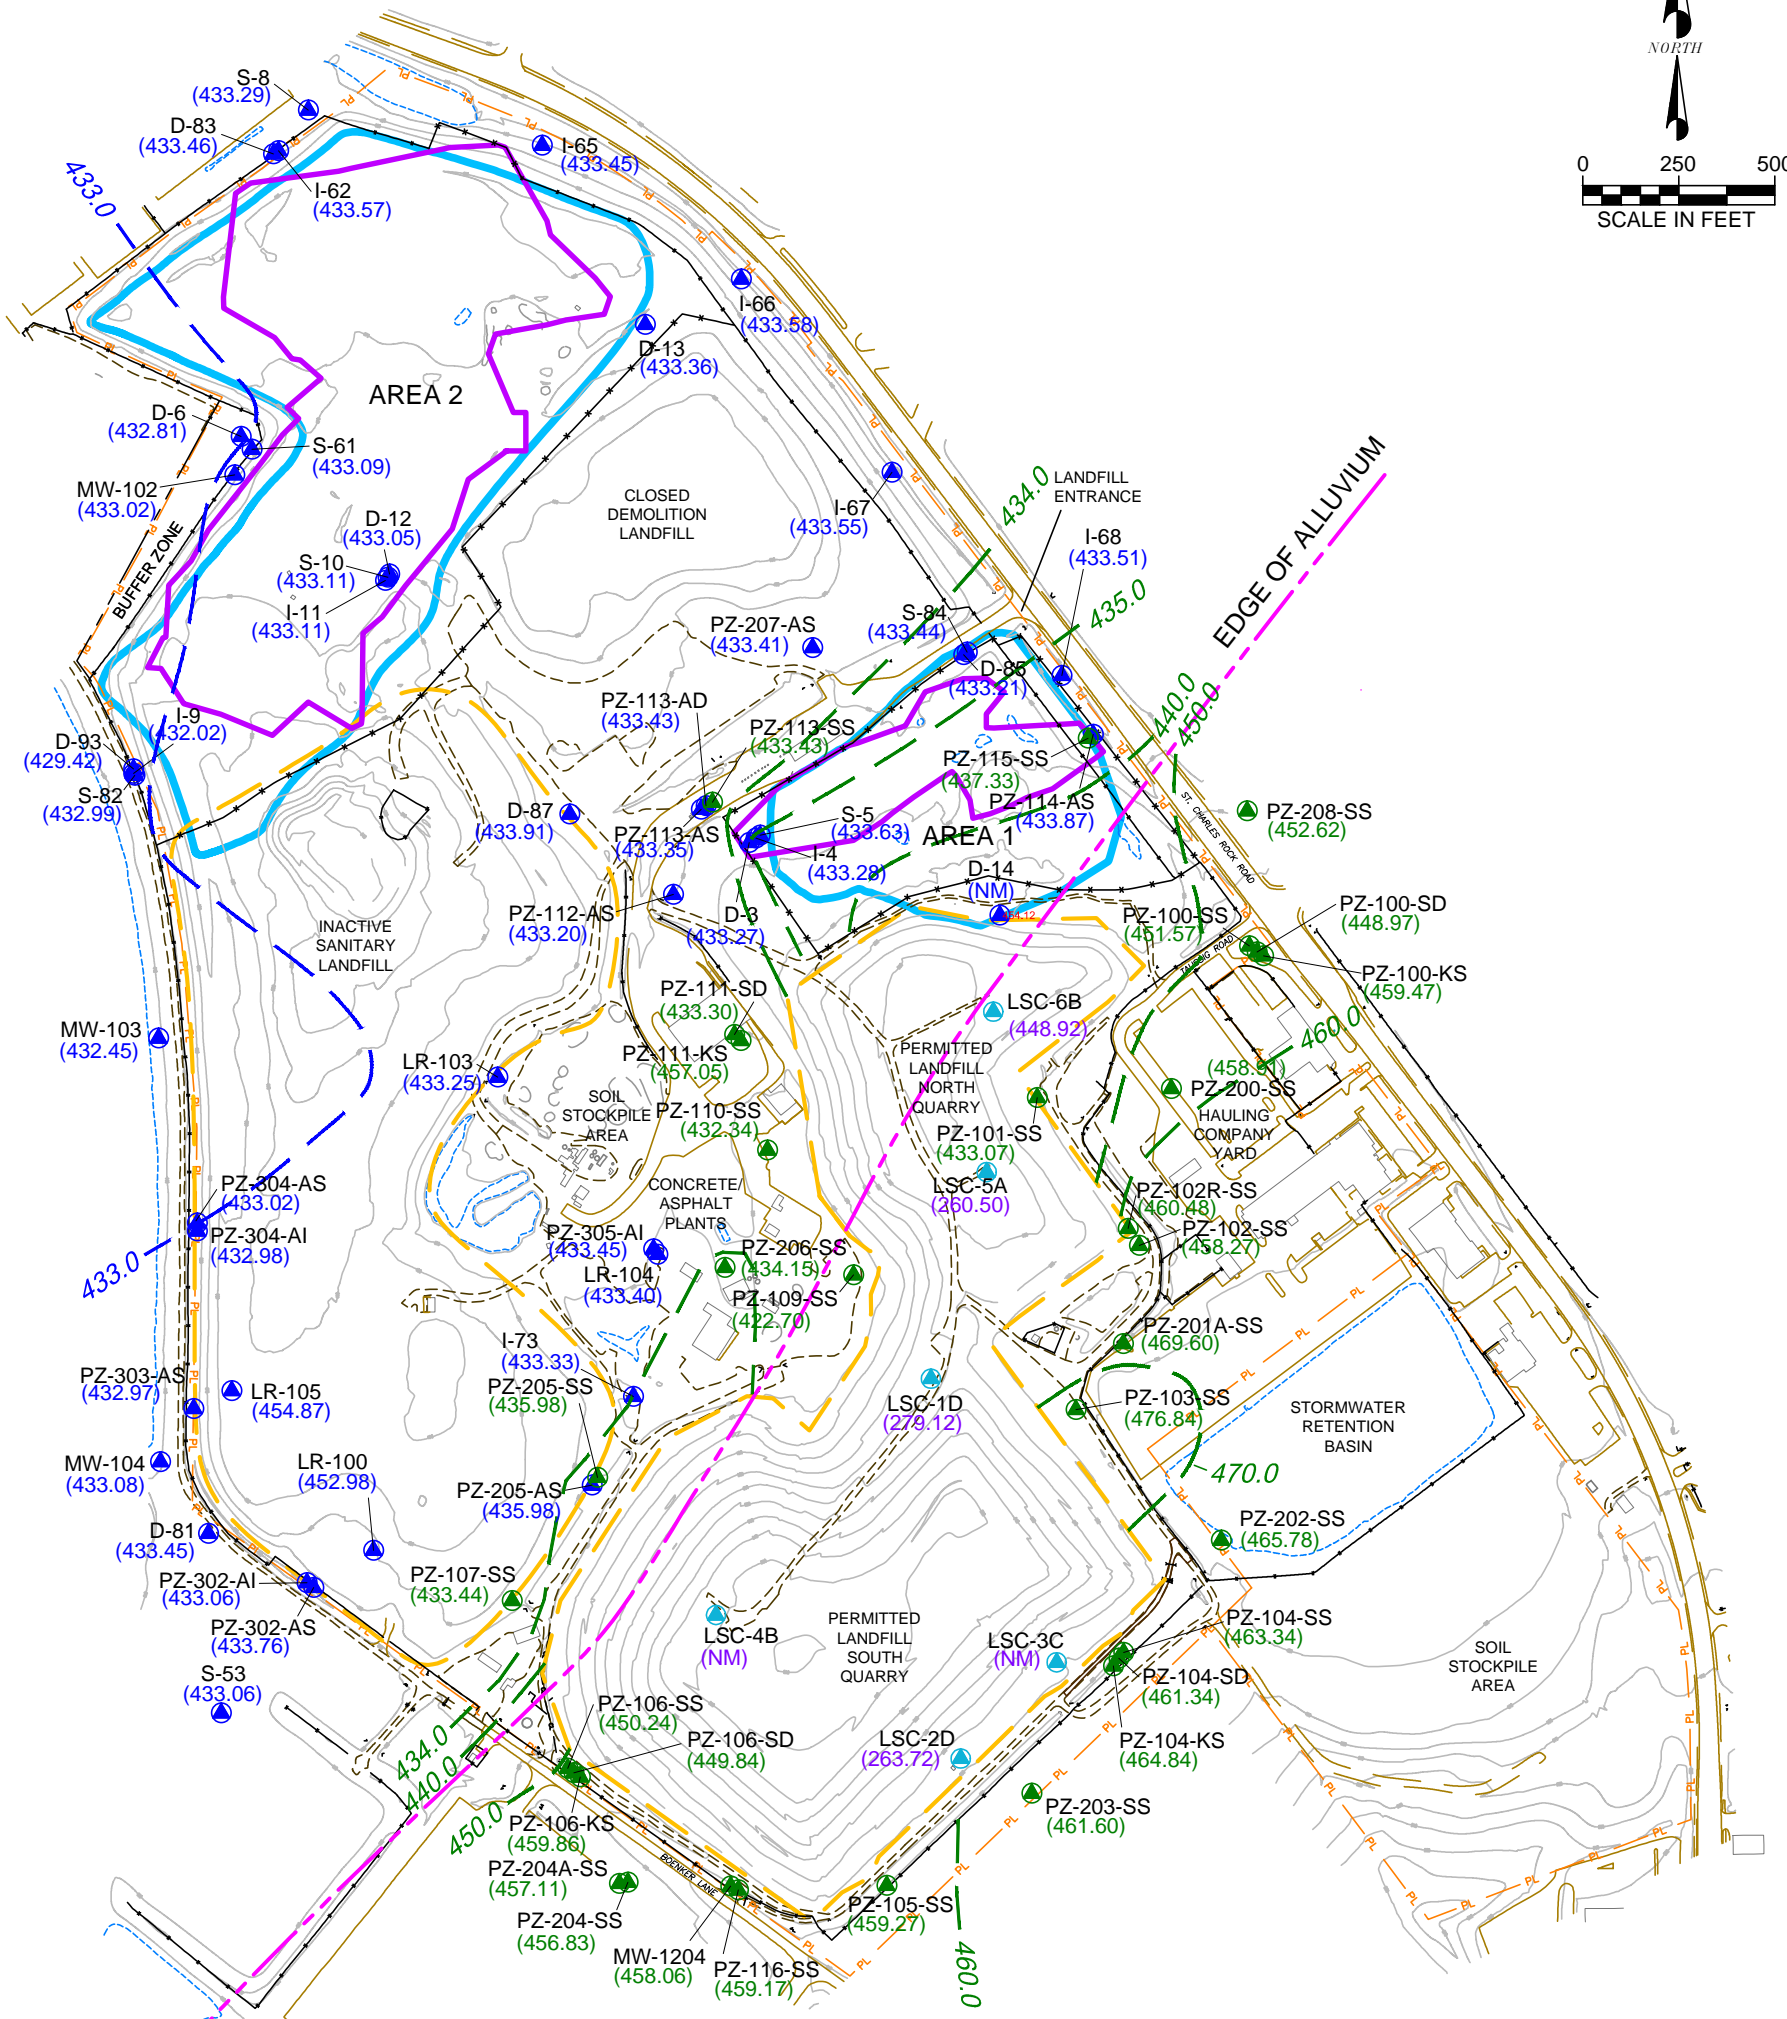 NORTH
0 250 500
SCALE IN FEET
S-8
(433.29)
D-83
(433.46)
I-62
(433.57)
I-65
(433.45)
433.0
I-66
(433.58)
D-13
(433.36)
AREA 2
D-6
(432.81)
S-61
(433.09)
MW-102
(433.02)
BUFFER ZONE
D-12
(433.05)
S-10
(433.11)
I-11
(433.11)
CLOSED
DEMOLITION
LANDFILL
I-67
(433.55)
434.0
LANDFILL
ENTRANCE
I-68
(433.51)
435.0
EDGE OF ALLUVIUM
S-84
(433.44)
D-85
(433.21)
PZ-207-AS
(433.41)
PZ-113-AD
(433.43)
PZ-113-SS
(433.43)
440.0
450.0
I-9
(432.02)
D-93
(429.42)
S-82
(432.99)
PZ-115-SS
(437.33)
PZ-114-AS
(433.87)
D-87
(433.91)
PZ-113-AS
(433.35)
S-5
(433.63)
AREA 1
I-4
(433.28)
D-14
(NM)
464.12
ST. CHARLES ROCK ROAD
PZ-208-SS
(452.62)
PZ-112-AS
(433.20)
D-3
(433.27)
PZ-100-SS
(451.57)
TAUSSIG ROAD
PZ-100-SD
(448.97)
PZ-100-KS
(459.47)
INACTIVE
SANITARY
LANDFILL
PZ-111-SD
(433.30)
LSC-6B
(448.92)
MW-103
(432.45)
PZ-111-KS
(457.05)
460.0
LR-103
(433.25)
PERMITTED
LANDFILL
NORTH
QUARRY
(458.91)
PZ-200-SS
HAULING
COMPANY
YARD
SOIL
STOCKPILE
AREA
PZ-110-SS
(432.34)
PZ-101-SS
(433.07)
LSC-5A
(260.50)
PZ-304-AS
(433.02)
PZ-304-AI
(432.98)
433.0
CONCRETE/
ASPHALT
PLANTS
PZ-102R-SS
(460.48)
PZ-102-SS
(458.27)
PZ-305-AI
(433.45)
LR-104
(433.40)
PZ-206-SS
(434.15)
PZ-109-SS
(422.70)
I-73
(433.33)
PZ-201A-SS
(469.60)
PZ-303-AS
(432.97)
LR-105
(454.87)
PZ-205-SS
(435.98)
LSC-1D
(279.12)
PZ-103-SS
(476.84)
STORMWATER
RETENTION
BASIN
470.0
MW-104
(433.08)
LR-100
(452.98)
PZ-205-AS
(435.98)
D-81
(433.45)
PZ-202-SS
(465.78)
PZ-302-AI
(433.06)
PZ-302-AS
(433.76)
PZ-107-SS
(433.44)
LSC-4B
(NM)
PERMITTED
LANDFILL
SOUTH
QUARRY
LSC-3C
(NM)
PZ-104-SS
(463.34)
PZ-104-SD
(461.34)
PZ-104-KS
(464.84)
SOIL
STOCKPILE
AREA
S-53
(433.06)
PZ-106-SS
(450.24)
PZ-106-SD
(449.84)
LSC-2D
(263.72)
434.0
440.0
450.0
PZ-106-KS
(459.86)
PZ-203-SS
(461.60)
PZ-204A-SS
(457.11)
BOENKER LANE
PZ-204-SS
(456.83)
PZ-105-SS
(459.27)
MW-1204
(458.06)
PZ-116-SS
(459.17)
460.0